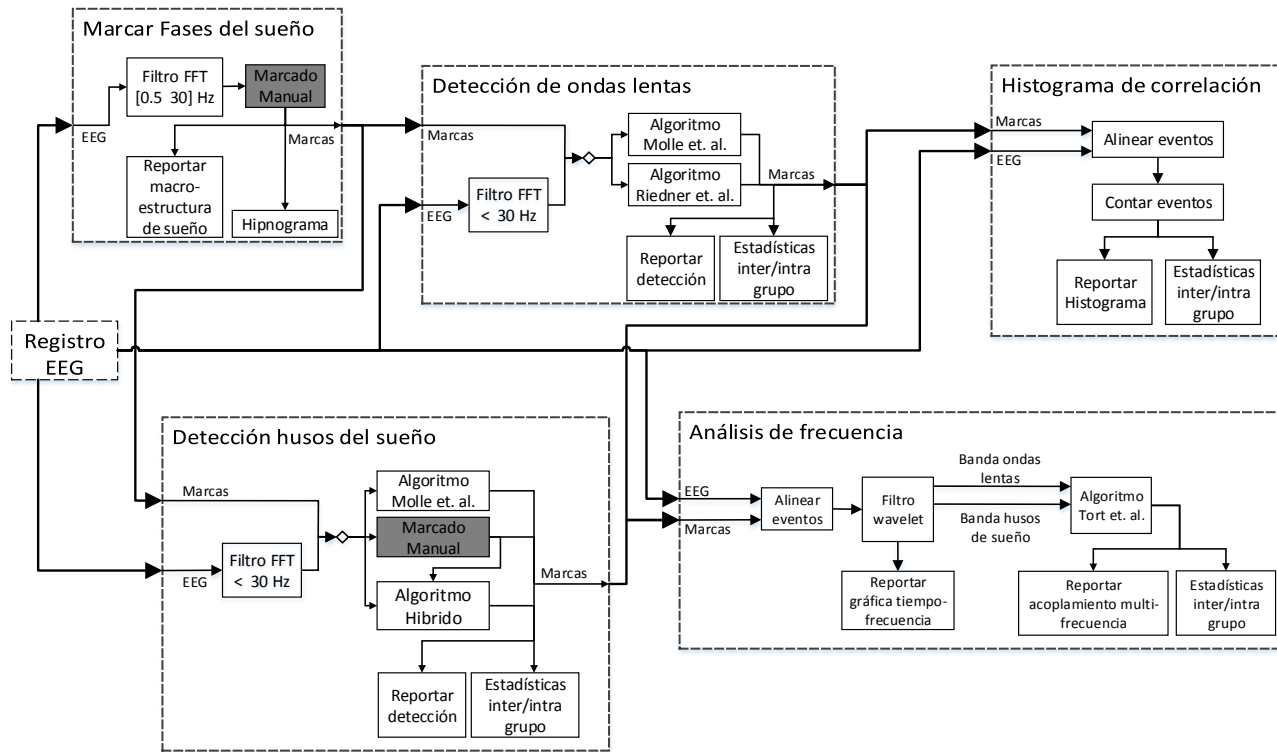 Marcar Fases del sueño
Filtro FFT
[0.5 30] Hz
Marcado
Manual
EEG
Marcas
Reportar
macro-
estructura
de sueño
Hipnograma
Detección de ondas lentas
Marcas
EEG
Filtro FFT
< 30 Hz
Algoritmo
Molle et. al.
Algoritmo
Riedner et. al.
Marcas
Reportar
detección
Estadísticas
inter/intra
grupo
Histograma de correlación
Marcas
EEG
Alinear eventos
Contar eventos
Reportar
Histograma
Estadísticas
inter/intra
grupo
Registro
EEG
Detección husos del sueño
Marcas
EEG
Filtro FFT
< 30 Hz
Algoritmo
Molle et. al.
Marcado
Manual
Algoritmo
Hibrido
Marcas
Reportar
detección
Estadísticas
inter/intra
grupo
Análisis de frecuencia
EEG
Marcas
Alinear
eventos
Filtro
wavelet
Banda ondas
lentas
Banda husos
de sueño
Algoritmo
Tort et. al.
Reportar
gráfica tiempo-
frecuencia
Reportar
acoplamiento multi-
frecuencia
Estadísticas
inter/intra
grupo